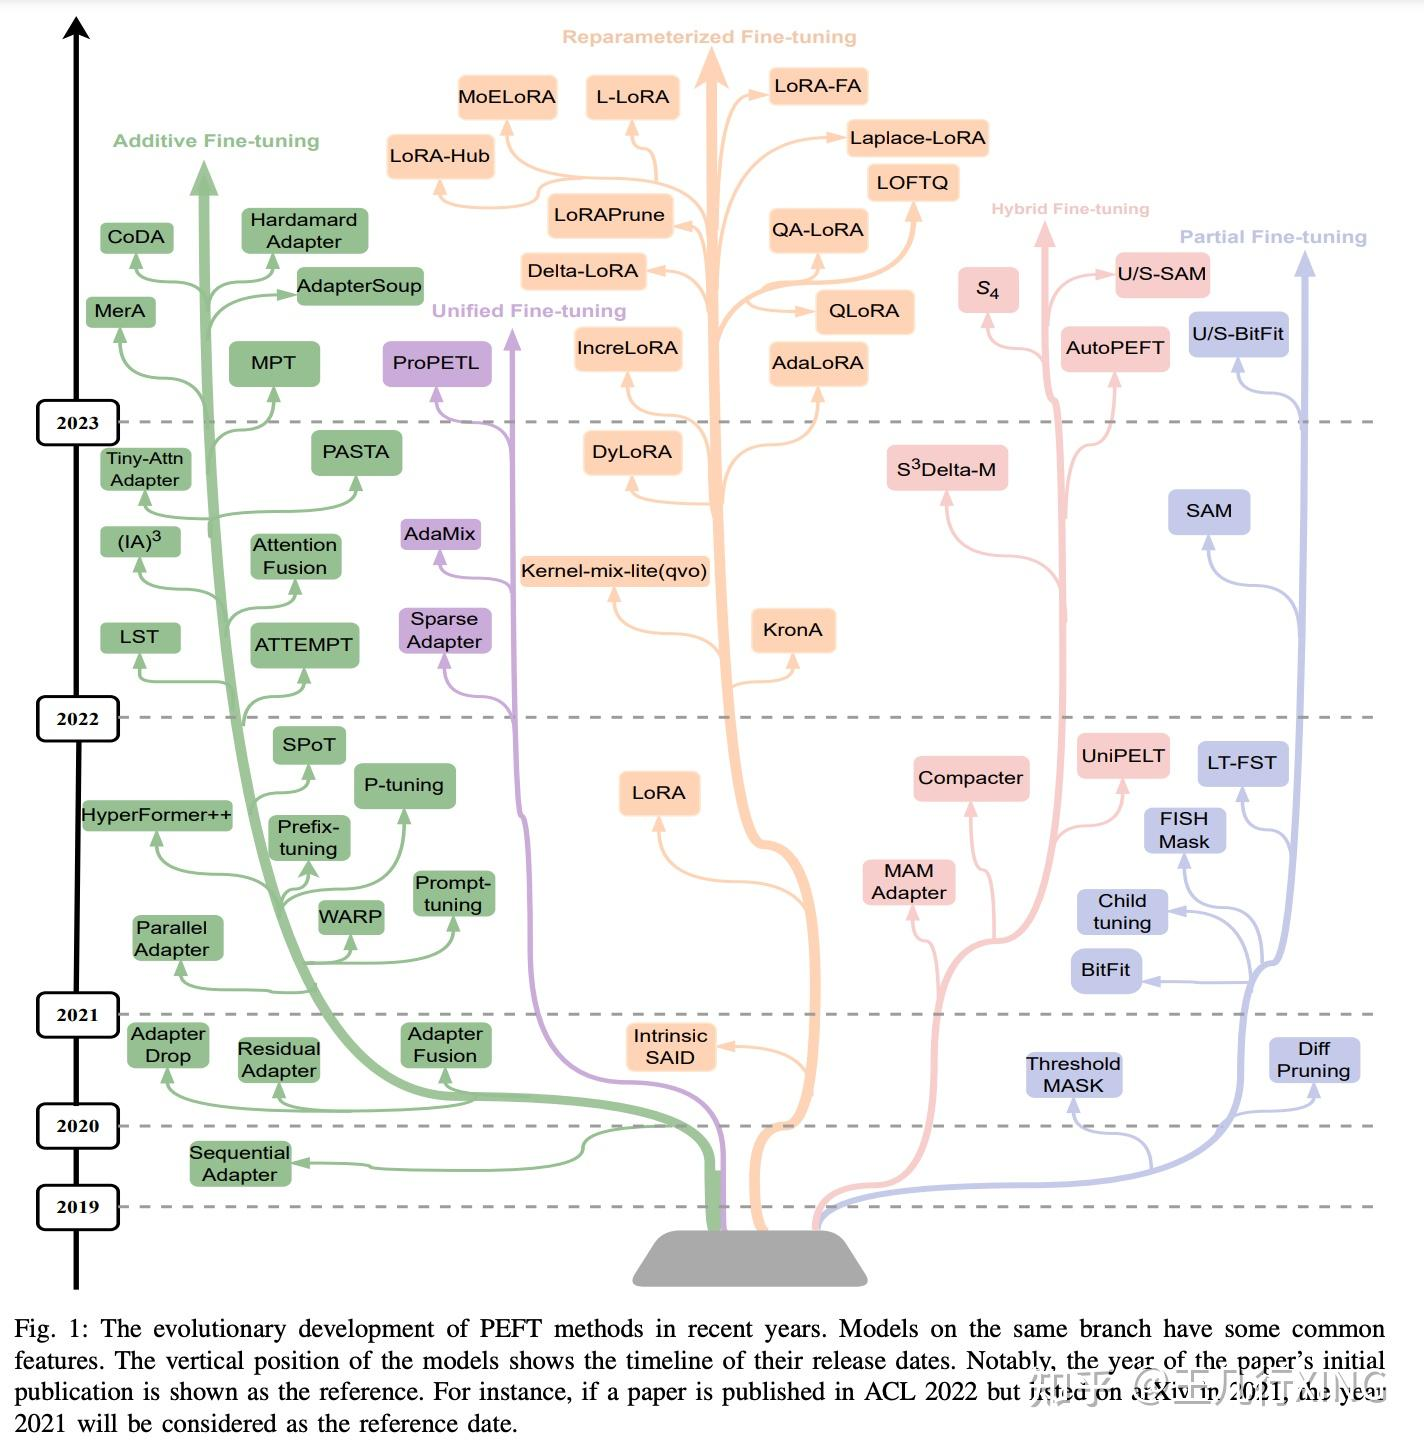 Reparameterized Fine-tuning
MoELoRA
L-LoRA
LoRA-FA
Additive Fine-tuning
LoRA-Hub
Laplace-LoRA
LOFTQ
CoDA
Hardamard
Adapter
LoRAPrune
QA-LoRA
Hybrid Fine-tuning
Partial Fine-tuning
AdapterSoup
Delta-LoRA
S4
U/S-SAM
MerA
Unified Fine-tuning
QLoRA
U/S-BitFit
MPT
ProPETL
IncreLoRA
AdaLoRA
AutoPEFT
2023
Tiny-Attn
Adapter
PASTA
DyLoRA
S³Delta-M
SAM
(IA)³
Attention
Fusion
AdaMix
Kernel-mix-lite(qvo)
LST
ATTEMPT
Sparse
Adapter
KronA
2022
SPoT
P-tuning
LoRA
Compacter
UniPELT
LT-FST
HyperFormer++
Prefix-
tuning
FISH
Mask
Prompt-
tuning
MAM
Adapter
Child
tuning
WARP
Parallel
Adapter
BitFit
2021
Adapter
Drop
Residual
Adapter
Adapter
Fusion
Intrinsic
SAID
Threshold
MASK
Diff
Pruning
2020
Sequential
Adapter
2019
Fig. 1: The evolutionary development of PEFT methods in recent years. Models on the same branch have some common
features. The vertical position of the models shows the timeline of their release dates. Notably, the year of the paper's initial
publication is shown as the reference. For instance, if a paper is published in ACL 2022 but listed on arXiv in 2021, the year
2021 will be considered as the reference date.
知乎 @王几行XING